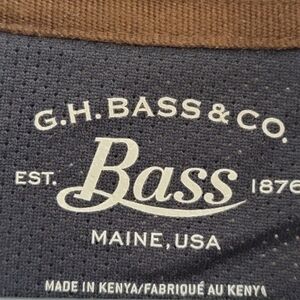 G.H. BASS & CO.
EST. Bass 1876
MAINE, USA
MADE IN KENYA/FABRIQUÉ AU KENYA